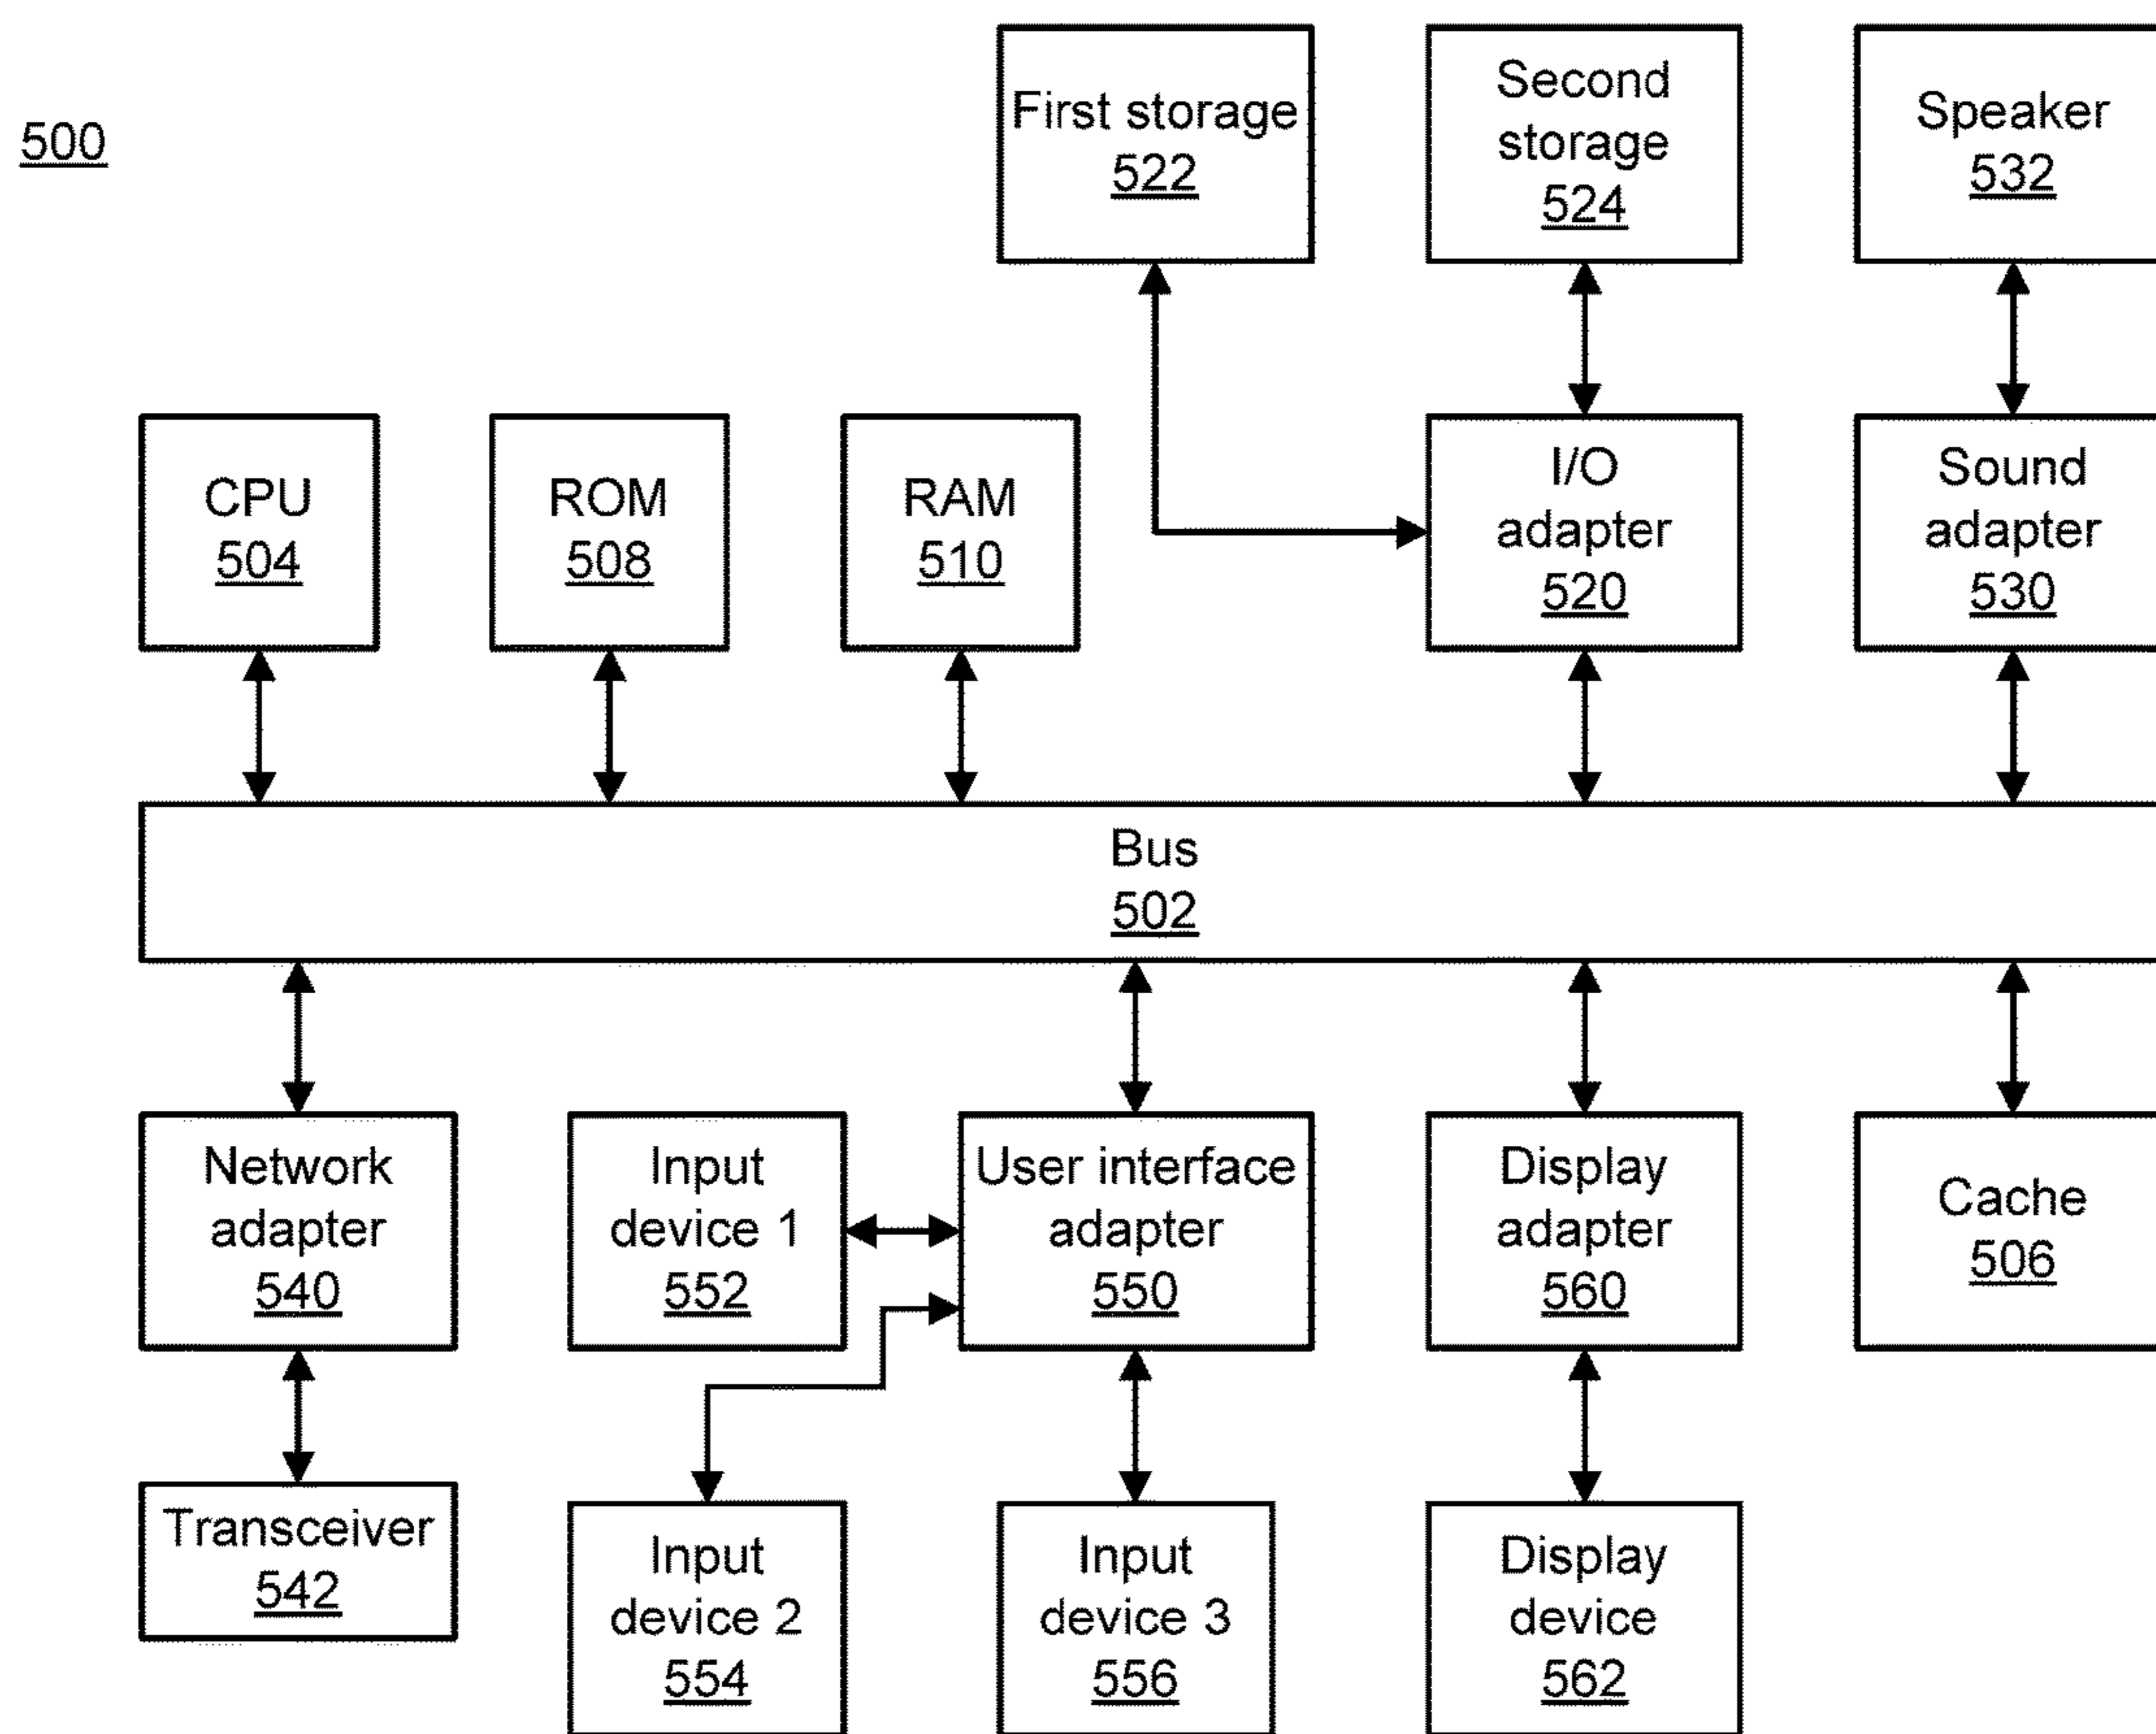 500
First storage
522
Second
storage
524
Speaker
532
CPU
504
ROM
508
RAM
510
I/O
adapter
520
Sound
adapter
530
Bus
502
Network
adapter
540
Input
device 1
552
User interface
adapter
550
Display
adapter
560
Cache
506
Transceiver
542
Input
device 2
554
Input
device 3
556
Display
device
562